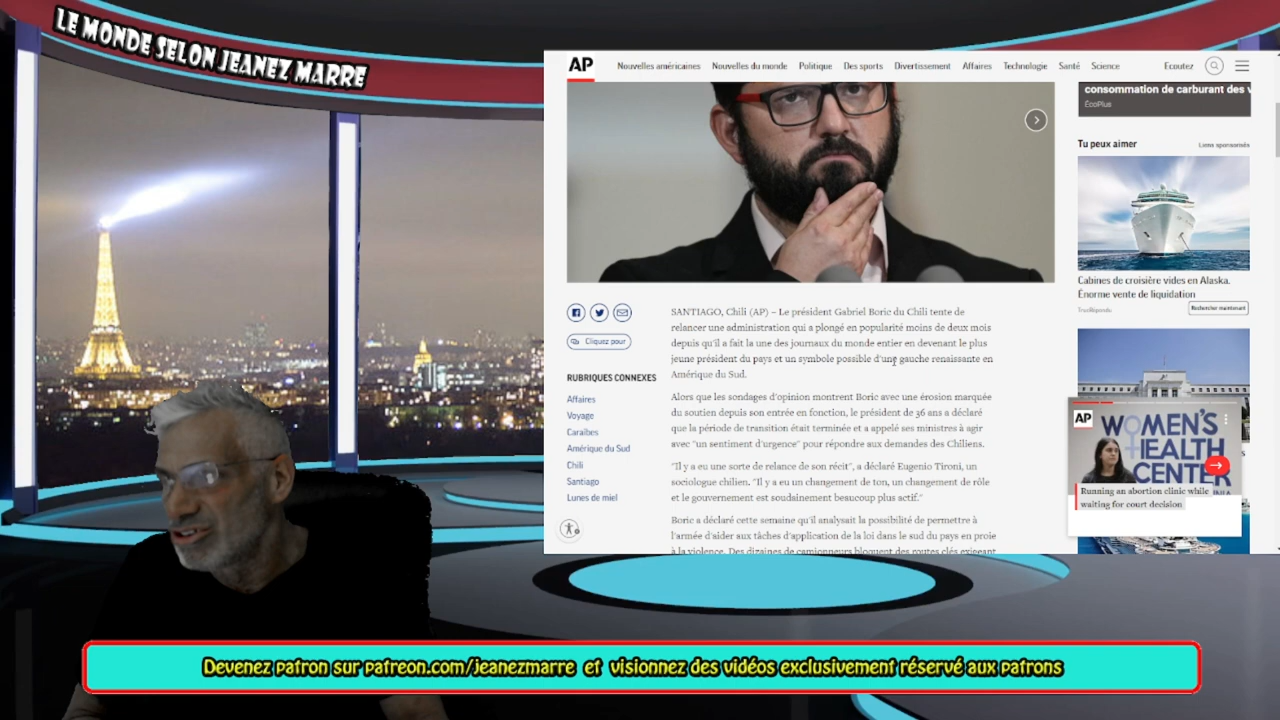 LE MONDE SELON JEANEZ MARRE
AP
Nouvelles américaines Nouvelles du monde Politique Des sports Divertissement Affaires Technologie Santé Science Ecoutez
consommation de carburant des v
ÉcoPlus
Tu peux aimer
Liens sponsorisés
Cabines de croisière vides en Alaska.
Énorme vente de liquidation
Rechercher maintenant
Cliquez pour
RUBRIQUES CONNEXES
Affaires
Voyage
Caraïbes
Amérique du Sud
Chili
Santiago
Lunes de miel
SANTIAGO, Chili (AP) – Le président Gabriel Boric du Chili tente de
relancer une administration qui a plongé en popularité moins de deux mois
depuis qu'il a fait la une des journaux du monde entier en devenant le plus
jeune président du pays et un symbole possible d'une gauche renaissante en
Amérique du Sud.
Alors que les sondages d'opinion montrent Boric avec une érosion marquée
du soutien depuis son entrée en fonction, le président de 36 ans a déclaré
que la période de transition était terminée et a appelé ses ministres à agir
avec "un sentiment d'urgence" pour répondre aux demandes des Chiliens.
"Il y a eu une sorte de relance de son récit", a déclaré Eugenio Tironi, un
sociologue chilien. "Il y a eu un changement de ton, un changement de rôle
et le gouvernement est soudainement beaucoup plus actif."
Boric a déclaré cette semaine qu'il analysait la possibilité de permettre à
l'armée d'aider aux tâches d'application de la loi dans le sud du pays en proie
à la violence. Des dizaines de camionneurs bloquent des routes clés exigeant
AP
WOMEN'S
HEALTH
CENTER
Running an abortion clinic while
waiting for court decision
Devenez patron sur patreon.com/jeanezmarre et visionnez des vidéos exclusivement réservé aux patrons